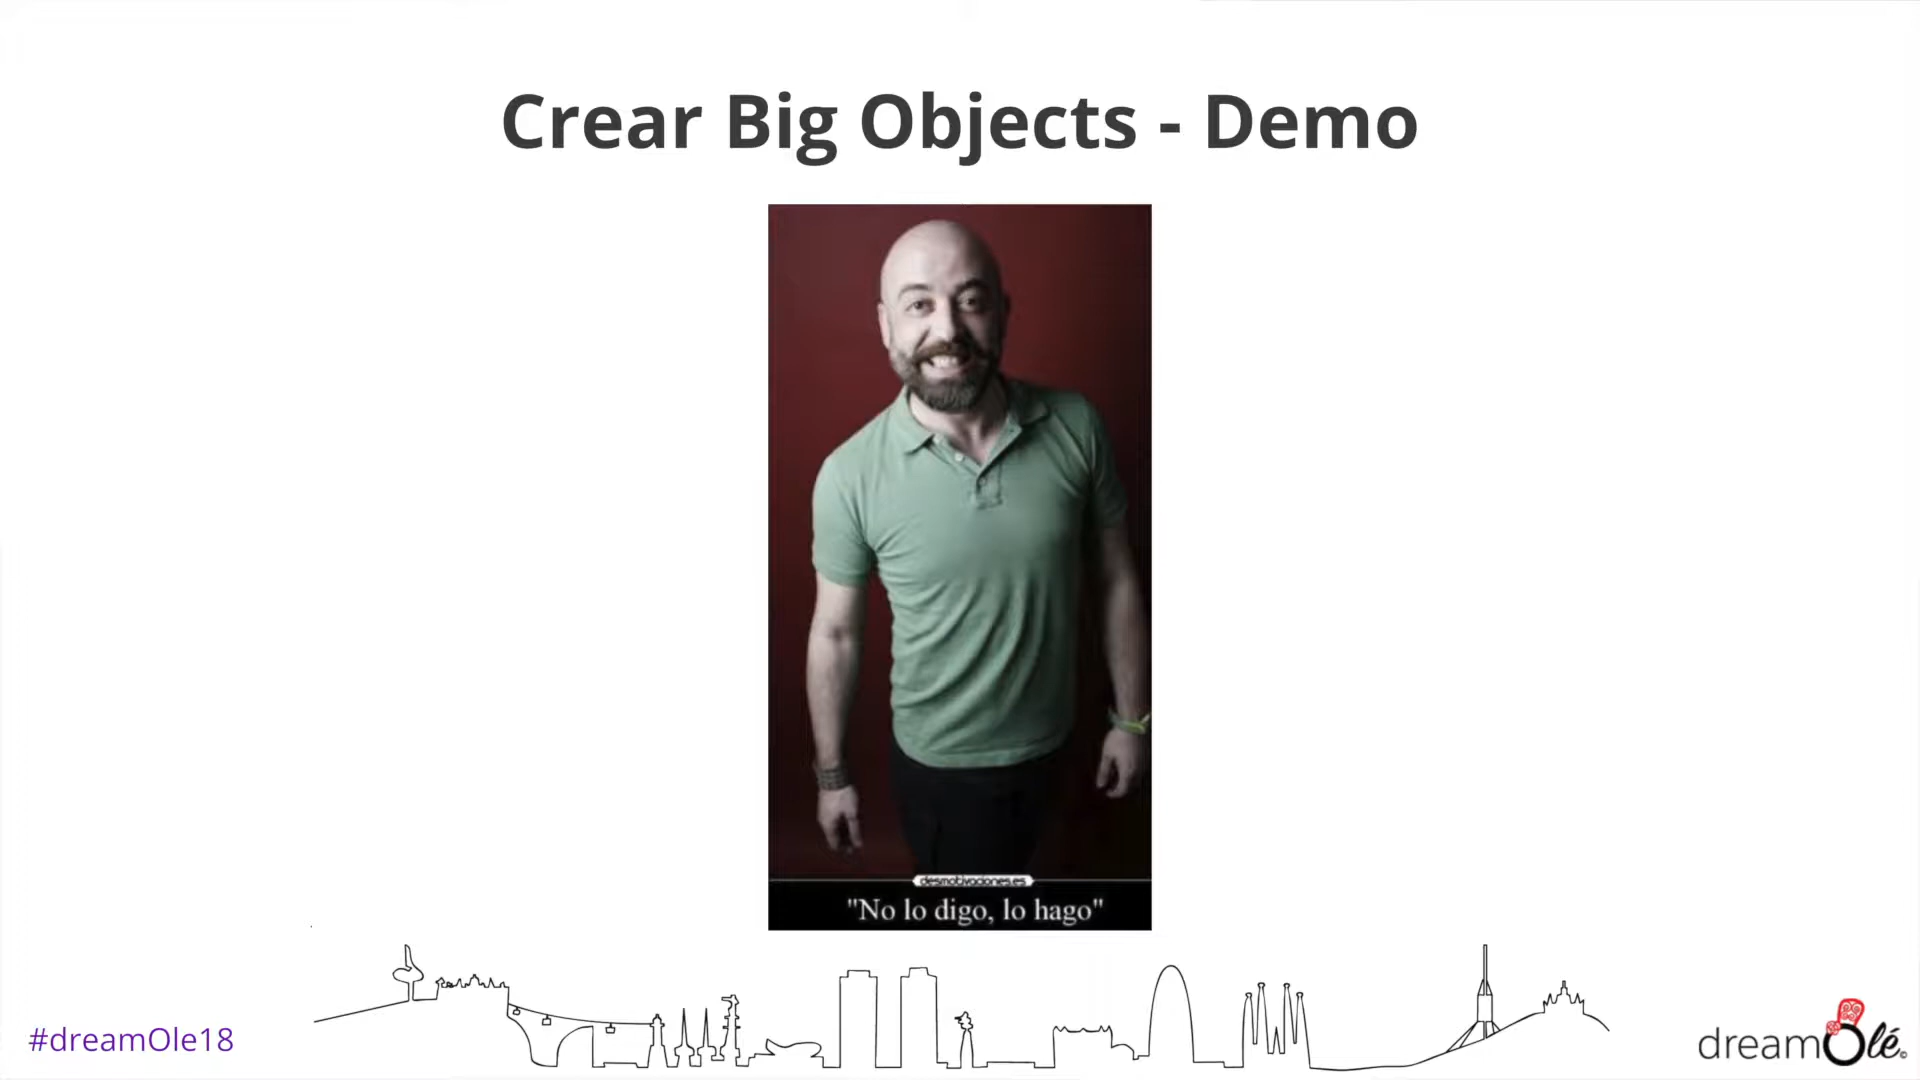 Crear Big Objects - Demo
desmotivaciones.es
"No lo digo, lo hago"
#dreamOle18
dreamOlé